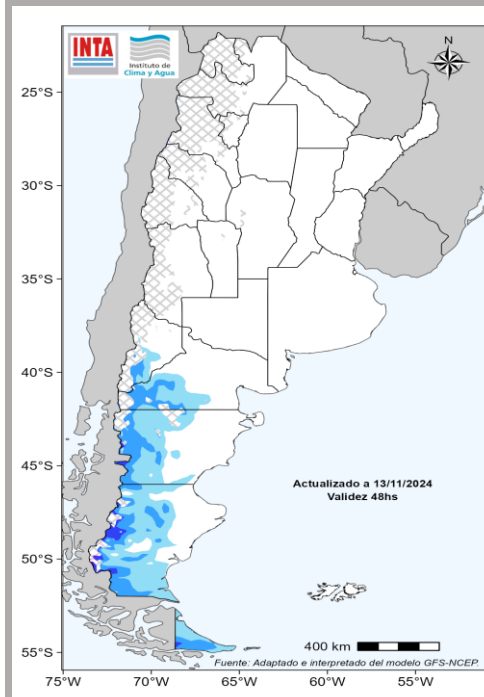 INTA
Instituto de
Clima y Agua
N
25°S
30°S
35°S
40°S
45°S
Actualizado a 13/11/2024
Validez 48hs
50°S
400 km
55°S
Fuente: Adaptado e interpretado del modelo GFS-NCEP.
75°W 70°W 65°W 60°W 55°W